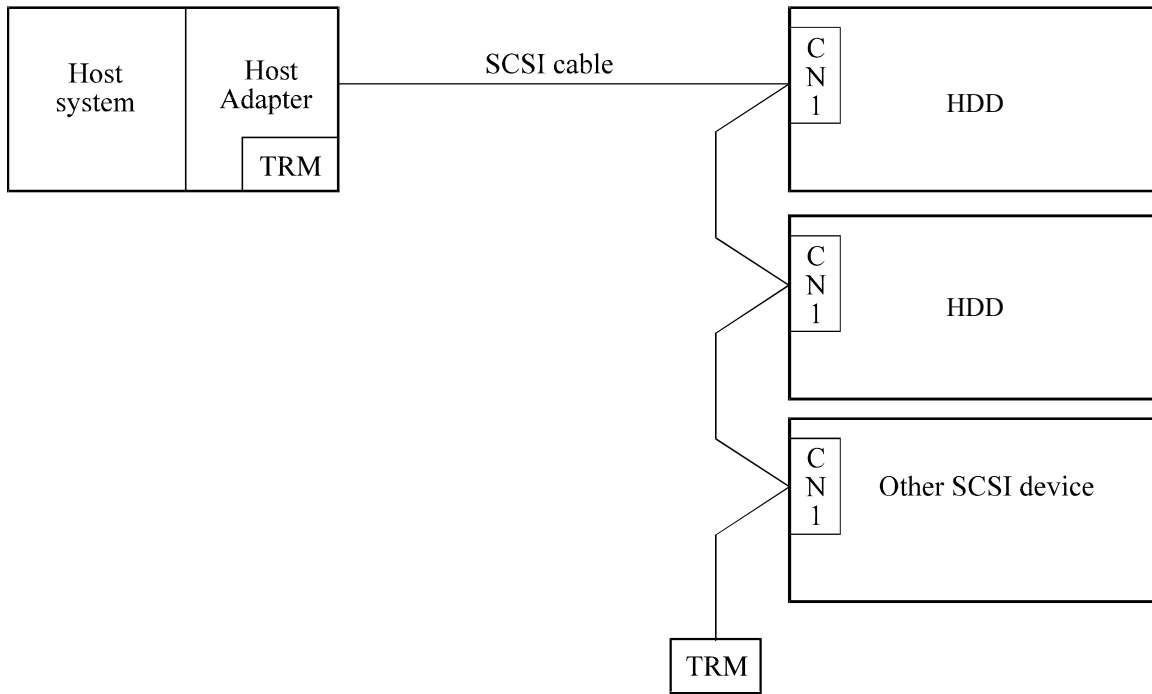 Host
system
Host
Adapter
TRM
SCSI cable
C
N
1
HDD
C
N
1
HDD
C
N
1
Other SCSI device
TRM